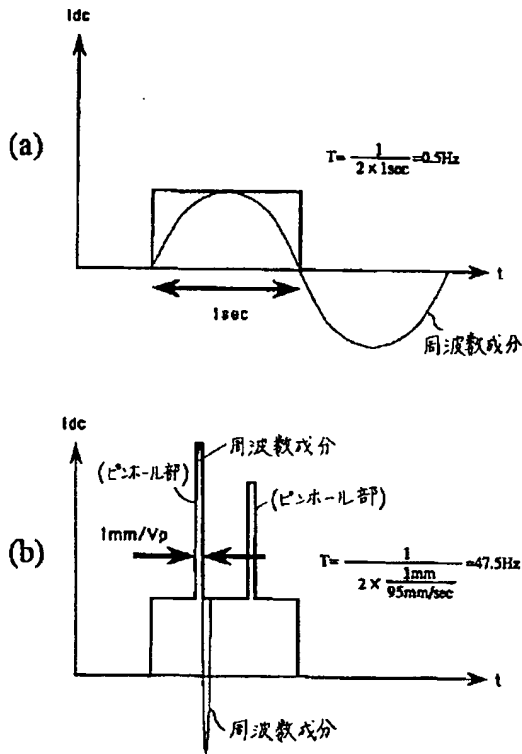 Idc
(a)
T= 1/(2 × 1sec) =0.5Hz
t
1sec
周波数成分
Idc
周波数成分
(ピンホール部)
(ピンホール部)
1mm/Vp
(b)
T= 1/(2 × 1mm/95mm/sec) =47.5Hz
t
周波数成分